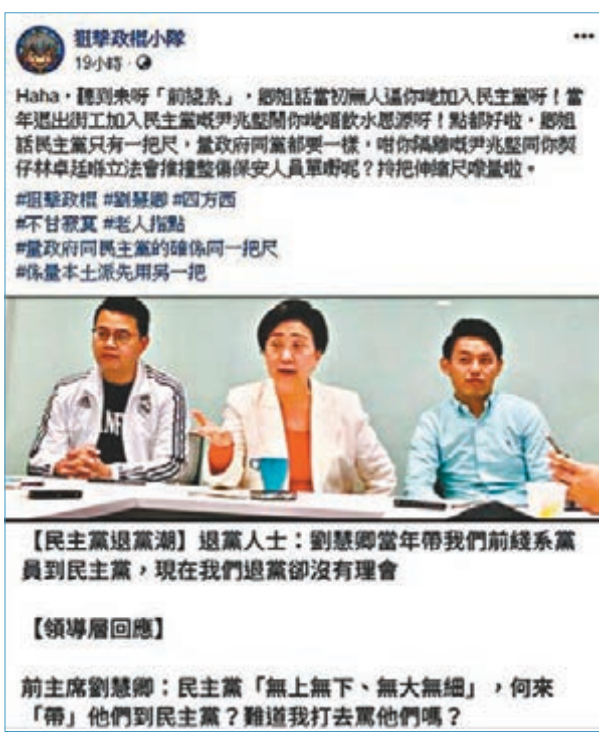 狙擊政棍小隊
19小時
Haha，聽到未呀「前綫系」，卿姐話當初無人逼你哋加入民主黨呀！當
年退出街工加入民主黨嘅尹兆堅鬧你哋唔飲水思源呀！點都好啦，卿姐
話民主黨只有一把尺，量政府同黨都要一樣，咁你隔離嘅尹兆堅同你契
仔林卓廷喺立法會推撞整傷保安人員單嘢呢？拎把伸縮尺嚟量啦。
#狙擊政棍 #劉慧卿 #四方西
#不甘寂寞 #老人指點
#量政府同民主黨的確係同一把尺
#係量本土派先用另一把
【民主黨退黨潮】退黨人士：劉慧卿當年帶我們前綫系黨
員到民主黨，現在我們退黨卻沒有理會
【領導層回應】
前主席劉慧卿：民主黨「無上無下、無大無細」，何來
「帶」他們到民主黨？難道我打去罵他們嗎？